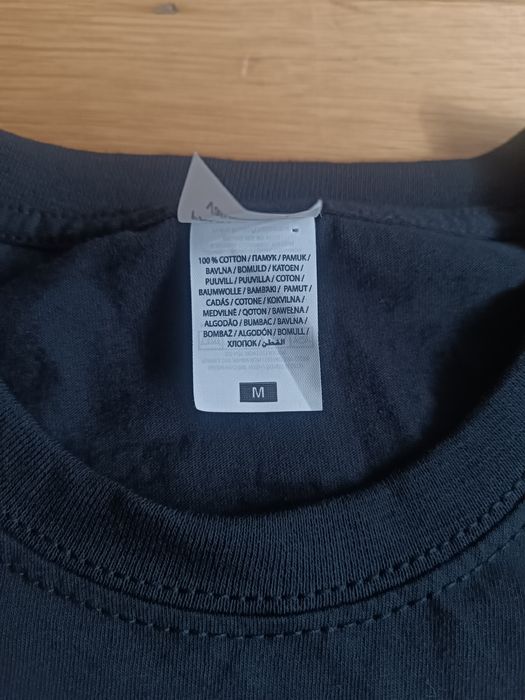 100 % COTTON / ПАМУК / PAMUK /
BAVLNA / BOMULD / KATOEN /
PUUVILL / PUUVILLA / COTON /
BAUMWOLLE / ΒΑΜΒΑΚΙ / PAMUT /
CADÁS / COTONE / KOKVILNA /
MEDVILNĖ / QOTON / BAWEŁNA /
ALGODÃO / BUMBAC / BAVLNA /
BOMBAŽ / ALGODÓN / BOMULL /
ХЛОПОК / القطن
M